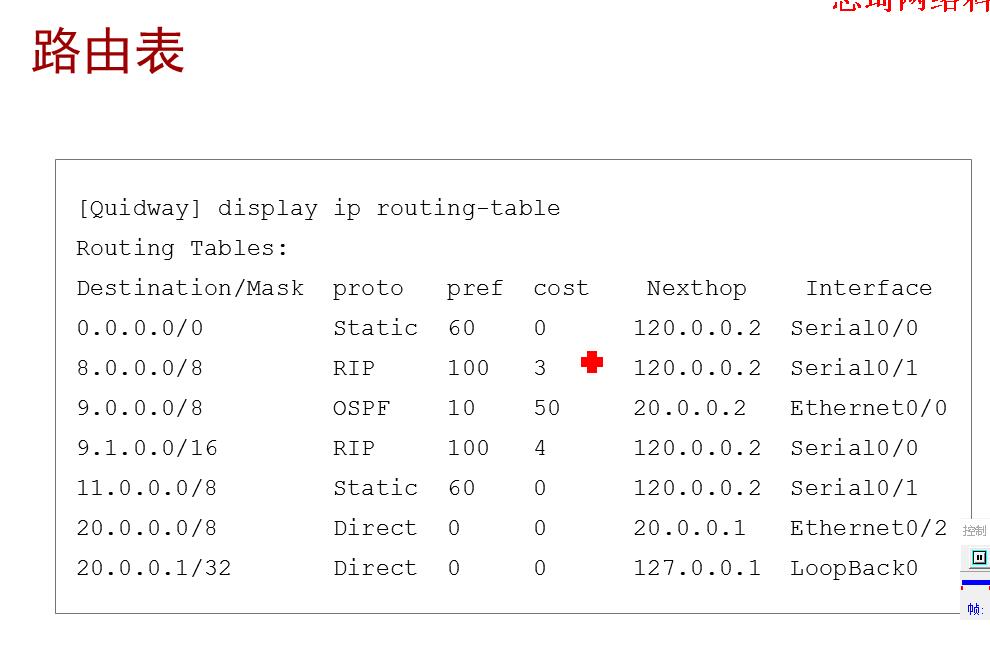 路由表
[Quidway] display ip routing-table
Routing Tables:
Destination/Mask proto pref cost Nexthop Interface
0.0.0.0/0 Static 60 0 120.0.0.2 Serial0/0
8.0.0.0/8 RIP 100 3 120.0.0.2 Serial0/1
9.0.0.0/8 OSPF 10 50 20.0.0.2 Ethernet0/0
9.1.0.0/16 RIP 100 4 120.0.0.2 Serial0/0
11.0.0.0/8 Static 60 0 120.0.0.2 Serial0/1
20.0.0.0/8 Direct 0 0 20.0.0.1 Ethernet0/2
20.0.0.1/32 Direct 0 0 127.0.0.1 LoopBack0
控制
帧: